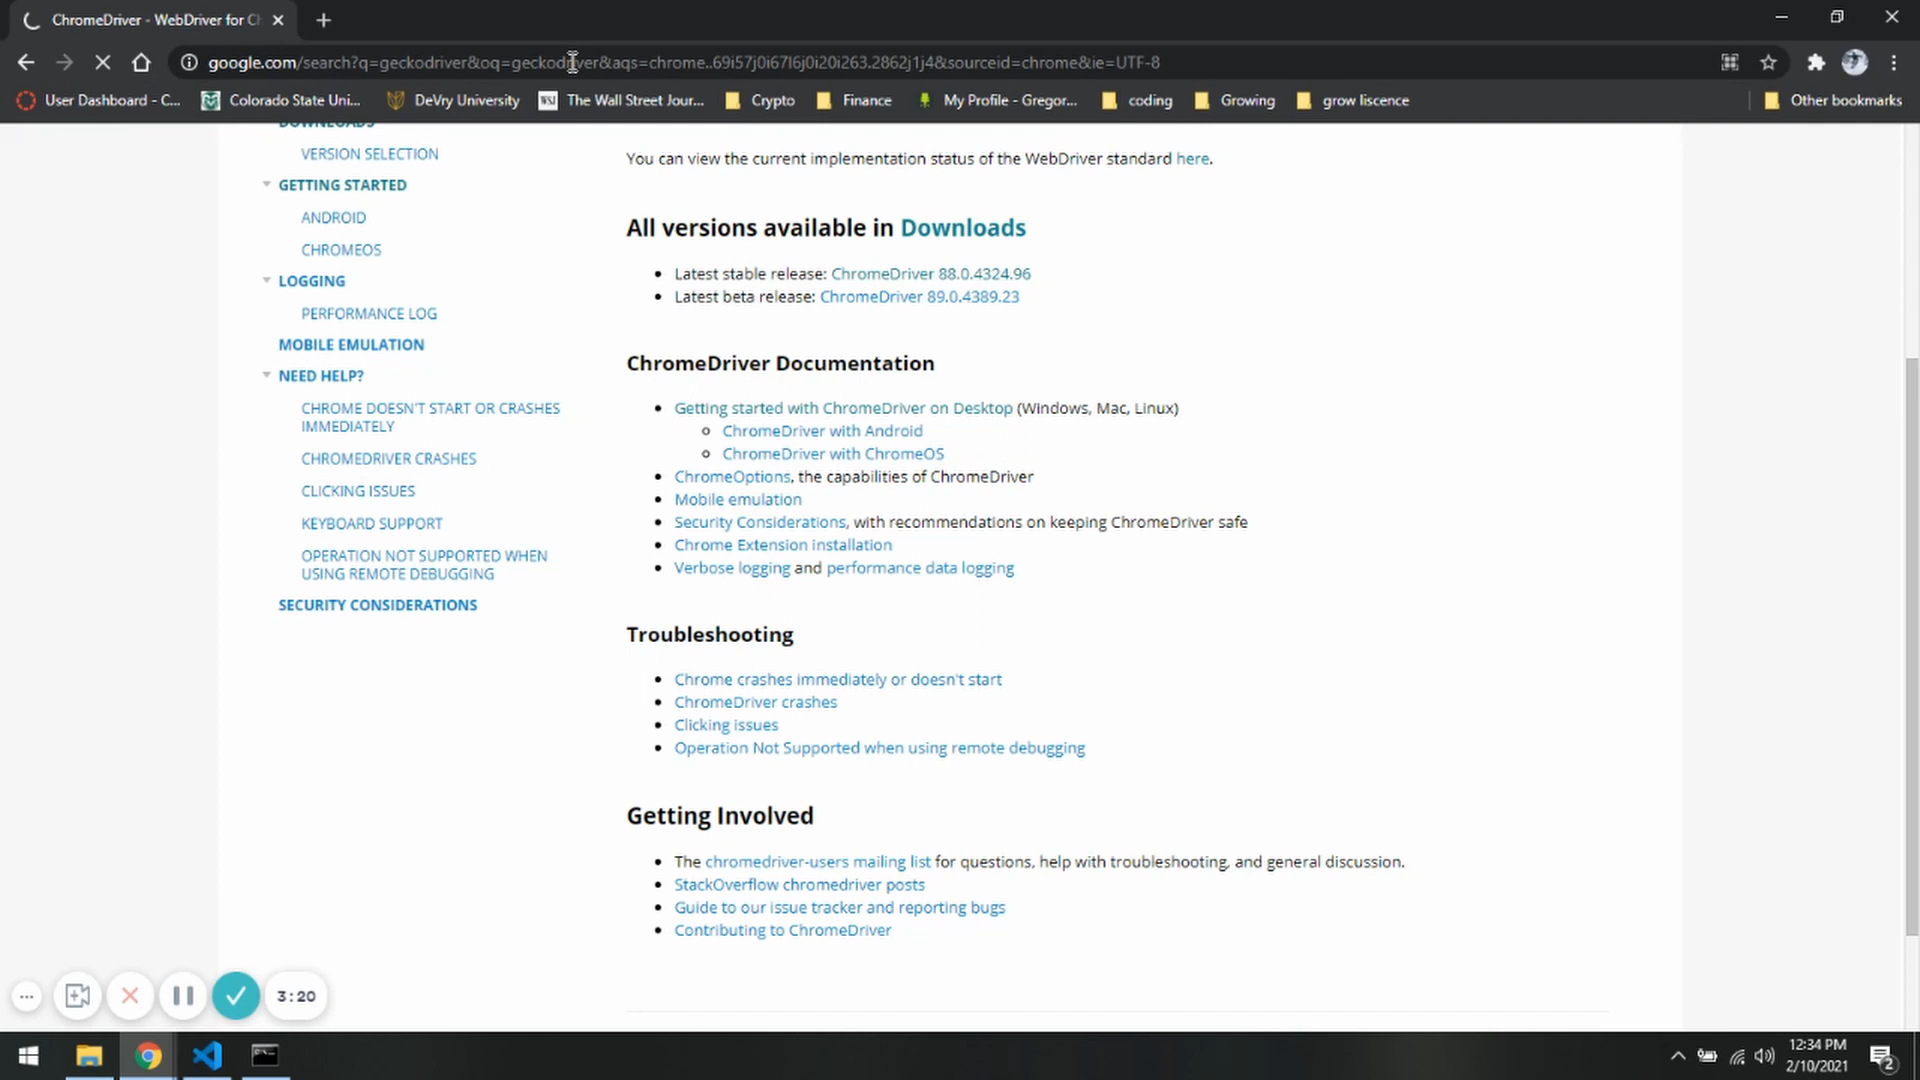 ChromeDriver - WebDriver for Ch
google.com/search?q=geckodriver&oq=geckodriver&aqs=chrome..69i57j0i67l6j0i20i263.2862j1j4&sourceid=chrome&ie=UTF-8
User Dashboard - C... Colorado State Uni... DeVry University The Wall Street Jour... Crypto Finance My Profile - Gregor... coding Growing grow liscence Other bookmarks
DOWNLOADS
VERSION SELECTION
GETTING STARTED
ANDROID
CHROMEOS
LOGGING
PERFORMANCE LOG
MOBILE EMULATION
NEED HELP?
CHROME DOESN'T START OR CRASHES
IMMEDIATELY
CHROMEDRIVER CRASHES
CLICKING ISSUES
KEYBOARD SUPPORT
OPERATION NOT SUPPORTED WHEN
USING REMOTE DEBUGGING
SECURITY CONSIDERATIONS
You can view the current implementation status of the WebDriver standard here.
All versions available in Downloads
Latest stable release: ChromeDriver 88.0.4324.96
Latest beta release: ChromeDriver 89.0.4389.23
ChromeDriver Documentation
Getting started with ChromeDriver on Desktop (Windows, Mac, Linux)
ChromeDriver with Android
ChromeDriver with ChromeOS
ChromeOptions, the capabilities of ChromeDriver
Mobile emulation
Security Considerations, with recommendations on keeping ChromeDriver safe
Chrome Extension installation
Verbose logging and performance data logging
Troubleshooting
Chrome crashes immediately or doesn't start
ChromeDriver crashes
Clicking issues
Operation Not Supported when using remote debugging
Getting Involved
The chromedriver-users mailing list for questions, help with troubleshooting, and general discussion.
StackOverflow chromedriver posts
Guide to our issue tracker and reporting bugs
Contributing to ChromeDriver
3:20
12:34 PM
2/10/2021
2